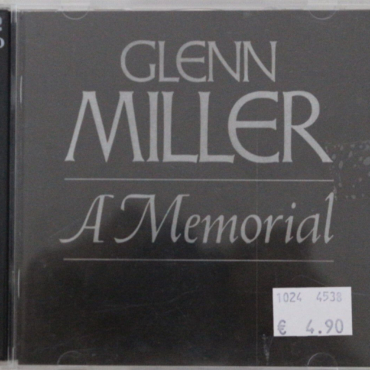 GLENN
MILLER
A Memorial
1024 4538
€ 4.90